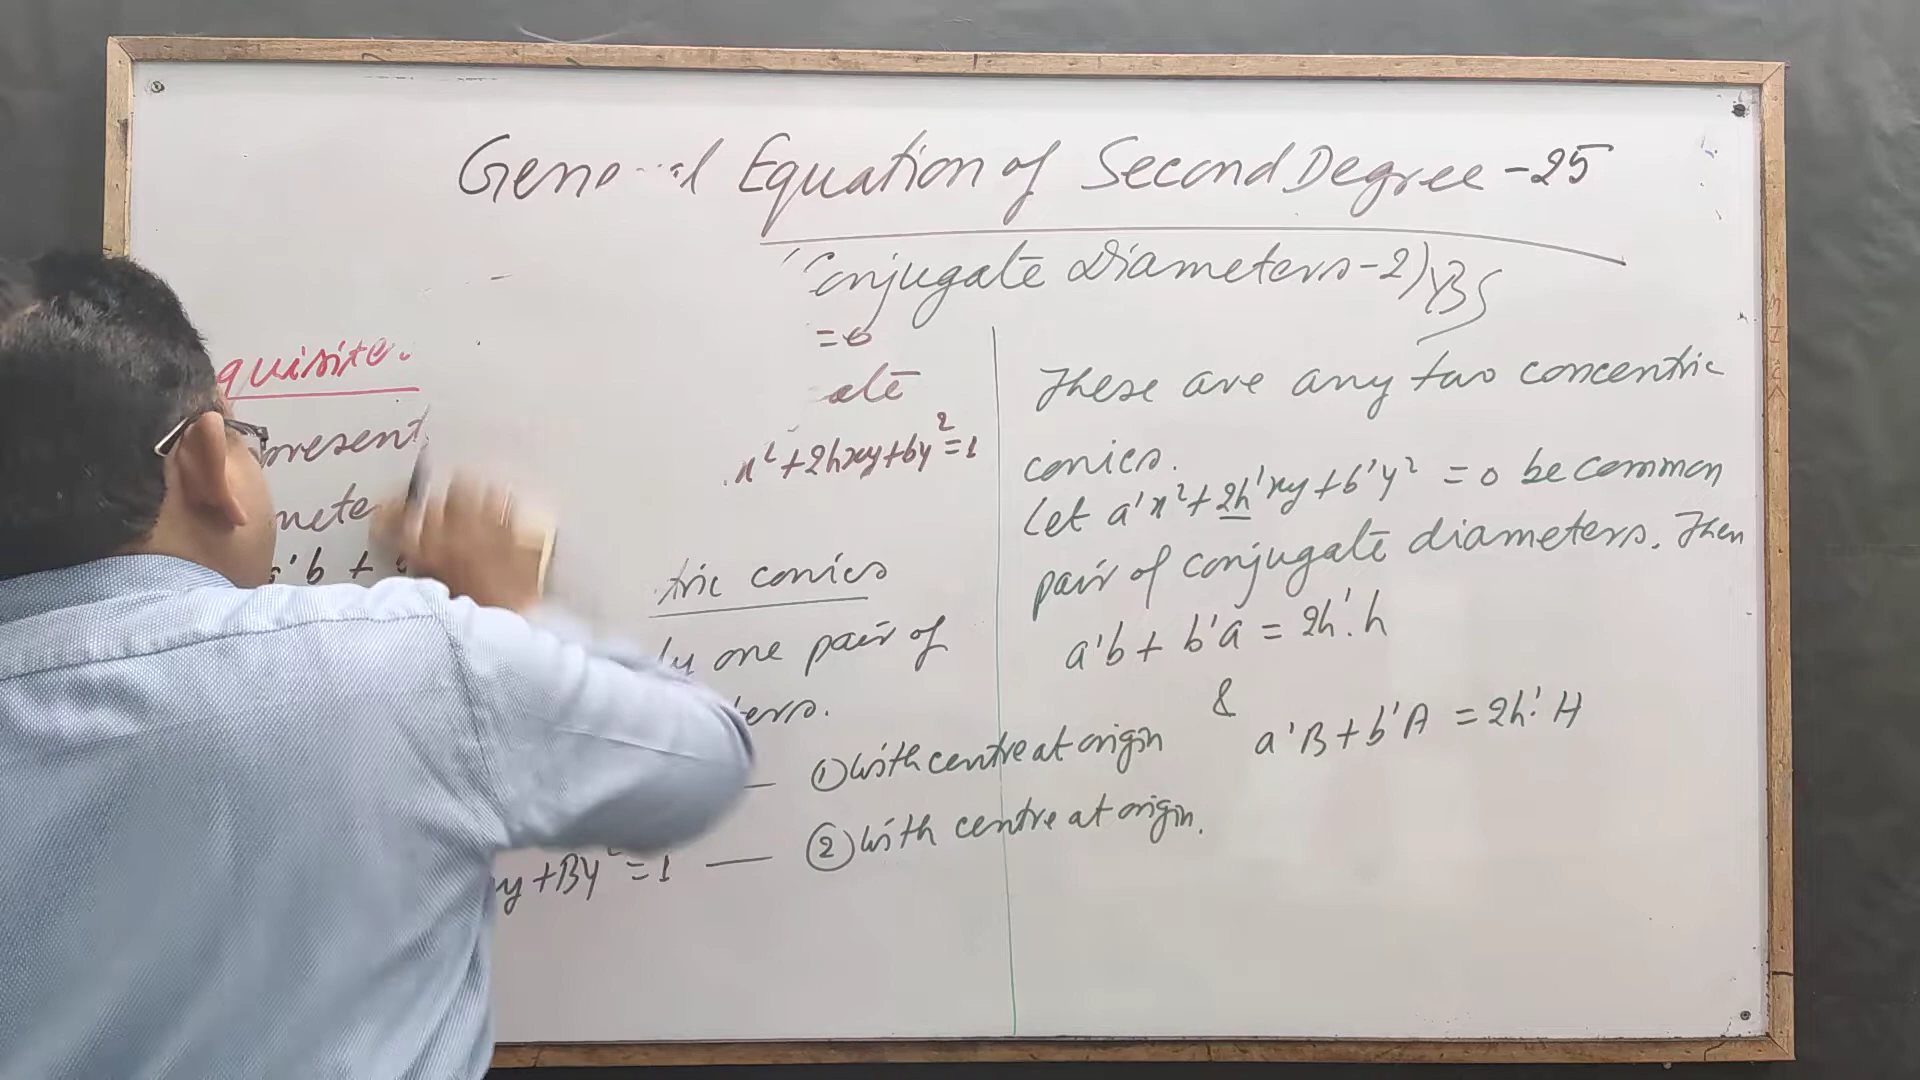 General Equation of Second Degree -25
Conjugate Diameters-2) YBS
quisite.
present
mete
a'b +
=0
ate
x²+2hxy+by²=1
tric conics
ly one pair of
ters.
— ① with centre at origin
y+By²=1 — ② with centre at origin.
These are any two concentric
conics.
Let a'x²+2h'xy+b'y² = 0 be common
pair of conjugate diameters. Then
a'b + b'a = 2h'.h
&
a'B + b'A = 2h'.H